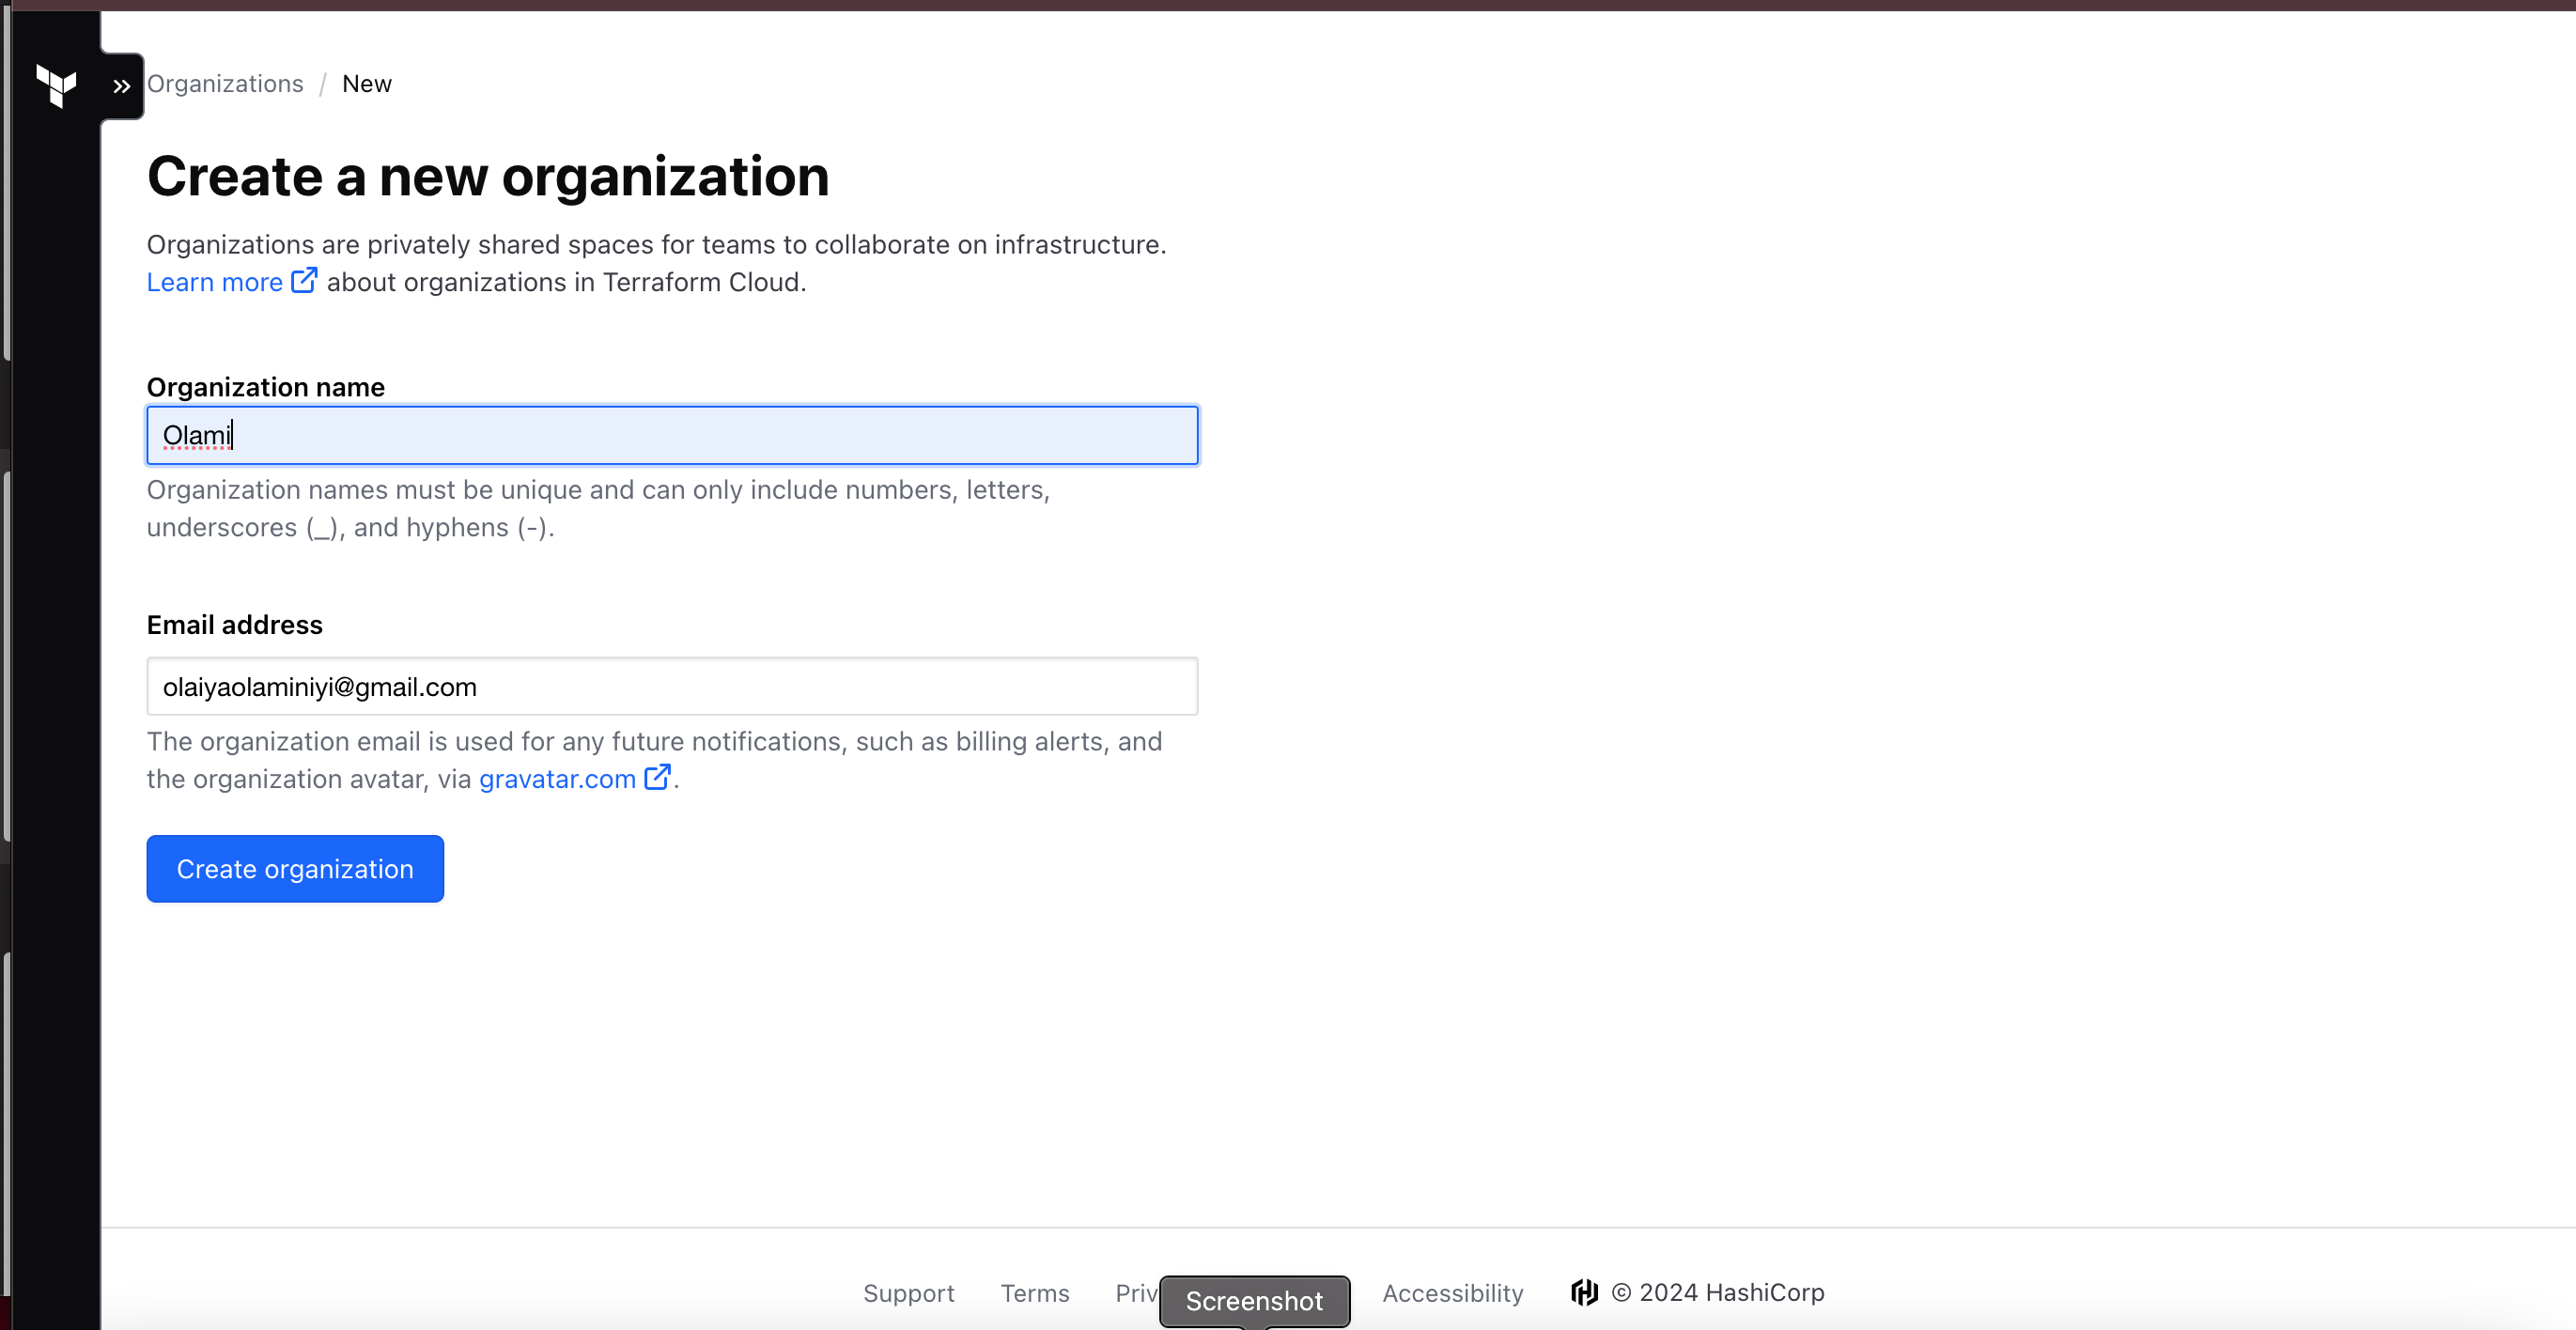 Organizations / New
Create a new organization
Organizations are privately shared spaces for teams to collaborate on infrastructure.
Learn more about organizations in Terraform Cloud.
Organization name
Olami
Organization names must be unique and can only include numbers, letters,
underscores (_), and hyphens (-).
Email address
olaiyaolaminiyi@gmail.com
The organization email is used for any future notifications, such as billing alerts, and
the organization avatar, via gravatar.com.
Create organization
Support Terms Priv Screenshot Accessibility © 2024 HashiCorp